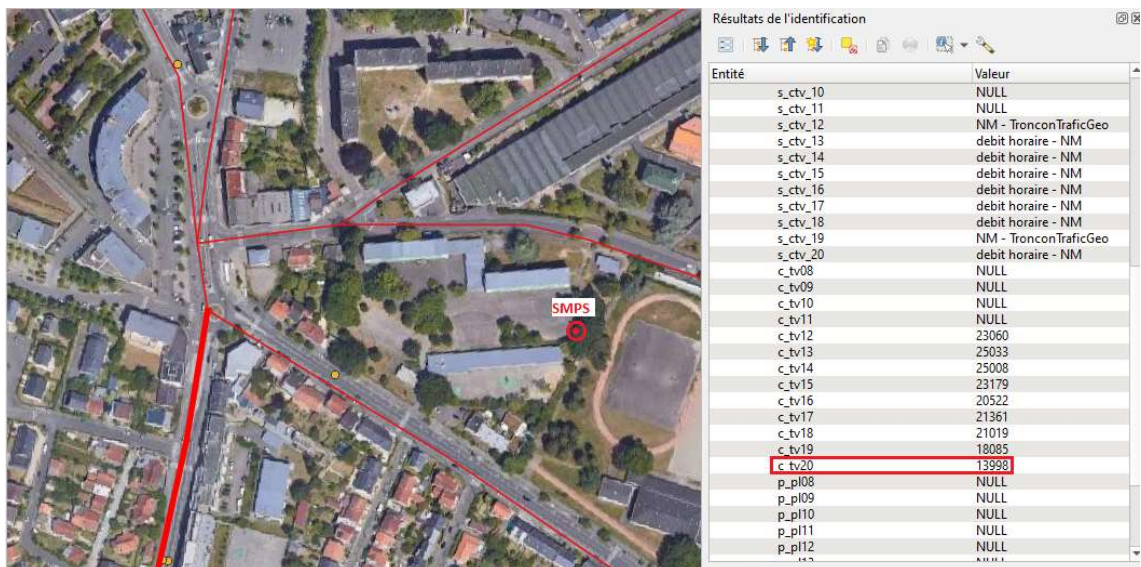 Résultats de l'identification
Entité Valeur
s_ctv_10 NULL
s_ctv_11 NULL
s_ctv_12 NM - TronconTraficGeo
s_ctv_13 debit horaire - NM
s_ctv_14 debit horaire - NM
s_ctv_15 debit horaire - NM
s_ctv_16 debit horaire - NM
s_ctv_17 debit horaire - NM
s_ctv_18 debit horaire - NM
s_ctv_19 NM - TronconTraficGeo
s_ctv_20 debit horaire - NM
c_tv08 NULL
c_tv09 NULL
c_tv10 NULL
c_tv11 NULL
c_tv12 23060
c_tv13 25033
c_tv14 25008
c_tv15 23179
c_tv16 20522
c_tv17 21361
c_tv18 21019
c_tv19 18085
c_tv20 13998
p_pl08 NULL
p_pl09 NULL
p_pl10 NULL
p_pl11 NULL
p_pl12 NULL
SMPS